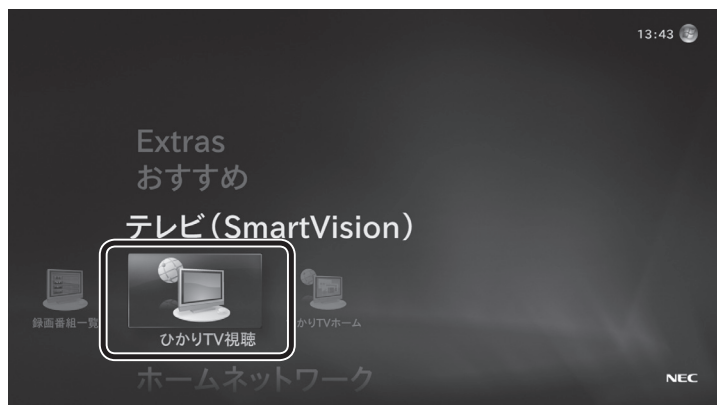 13:43
Extras
おすすめ
テレビ(SmartVision)
録画番組一覧
ひかりTV視聴
かりTVホーム
ホームネットワーク
NEC